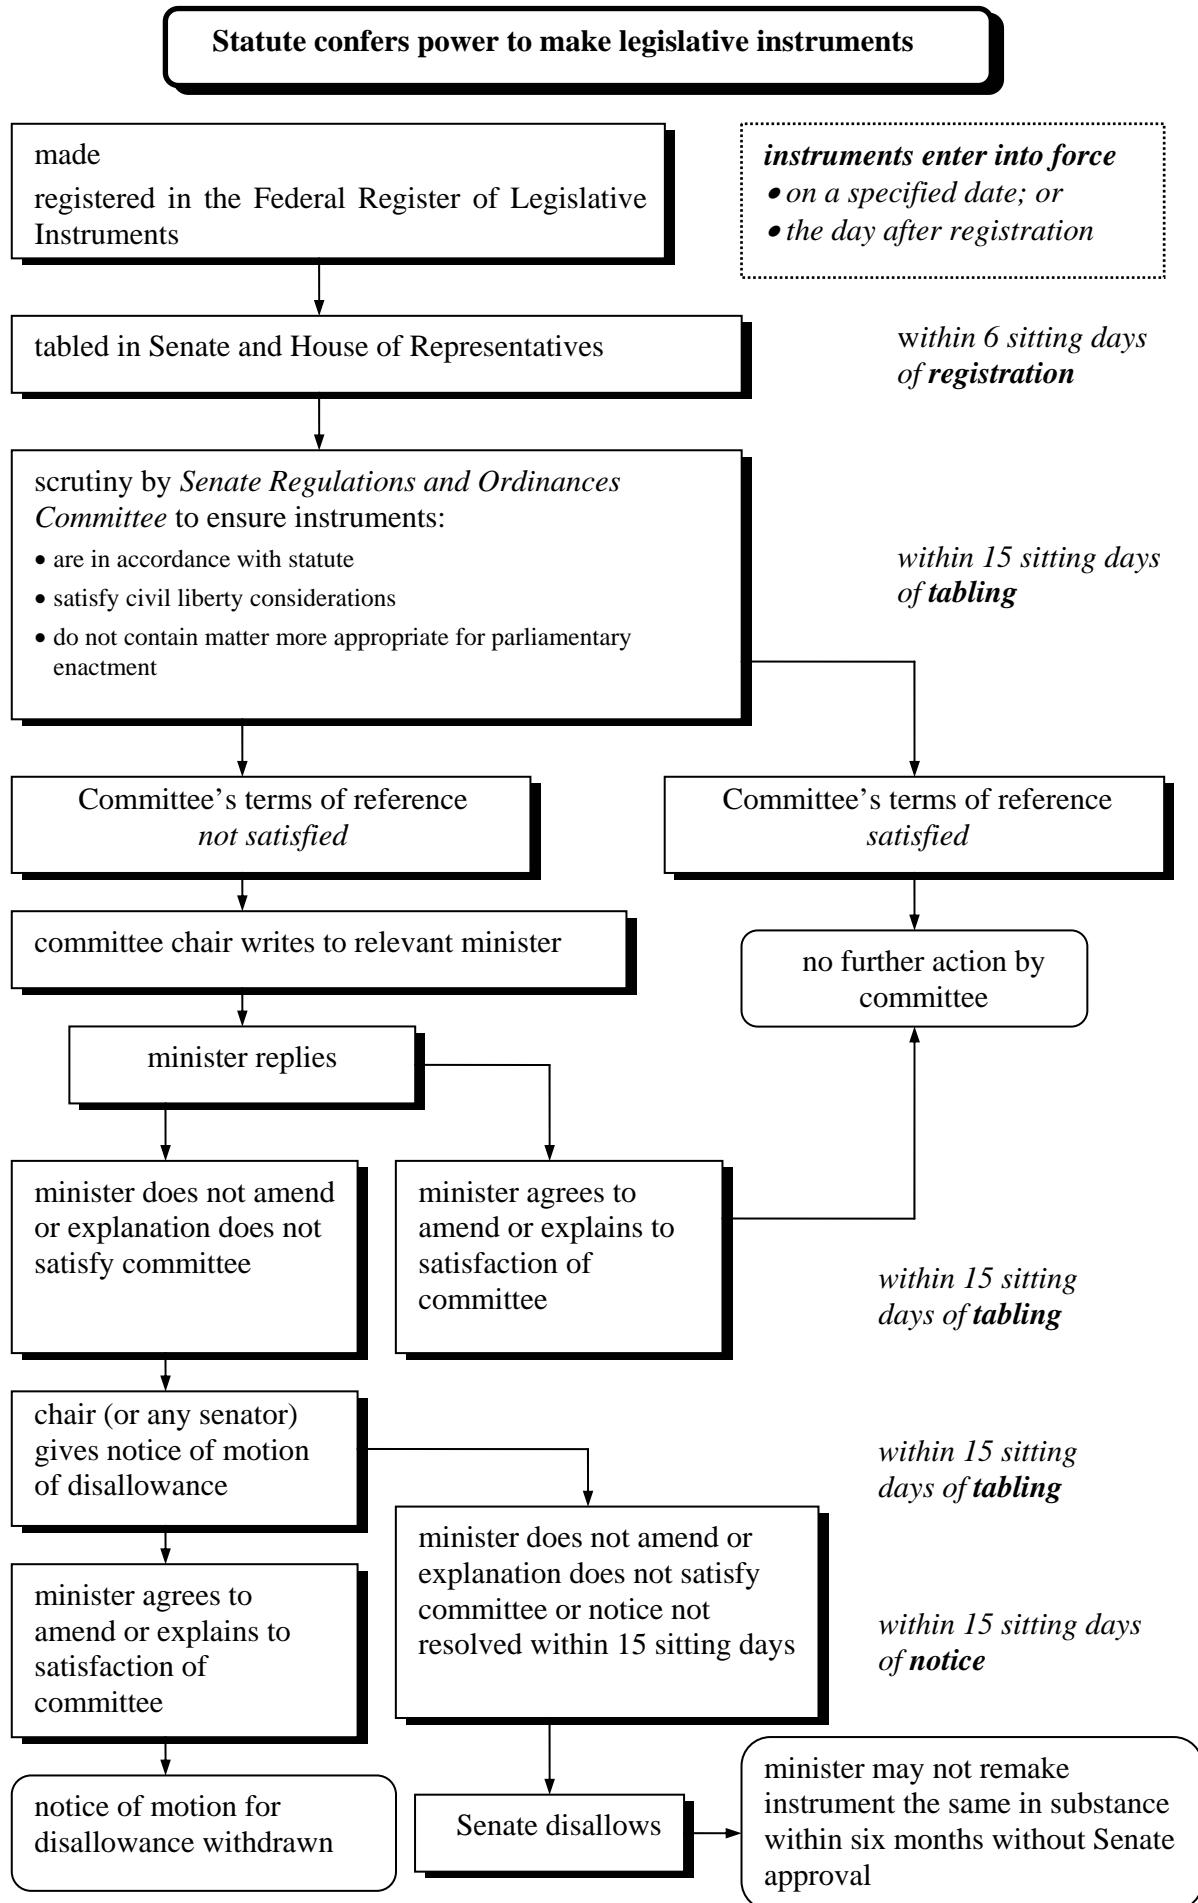 Statute confers power to make legislative instruments
made
registered in the Federal Register of Legislative
Instruments
instruments enter into force
• on a specified date; or
• the day after registration
tabled in Senate and House of Representatives
within 6 sitting days
of registration
scrutiny by Senate Regulations and Ordinances
Committee to ensure instruments:
• are in accordance with statute
• satisfy civil liberty considerations
• do not contain matter more appropriate for parliamentary
enactment
within 15 sitting days
of tabling
Committee’s terms of reference
not satisfied
Committee’s terms of reference
satisfied
committee chair writes to relevant minister
no further action by
committee
minister replies
minister does not amend
or explanation does not
satisfy committee
minister agrees to
amend or explains to
satisfaction of
committee
within 15 sitting
days of tabling
chair (or any senator)
gives notice of motion
of disallowance
within 15 sitting
days of tabling
minister does not amend or
explanation does not satisfy
committee or notice not
resolved within 15 sitting days
minister agrees to
amend or explains to
satisfaction of
committee
within 15 sitting days
of notice
notice of motion for
disallowance withdrawn
Senate disallows
minister may not remake
instrument the same in substance
within six months without Senate
approval